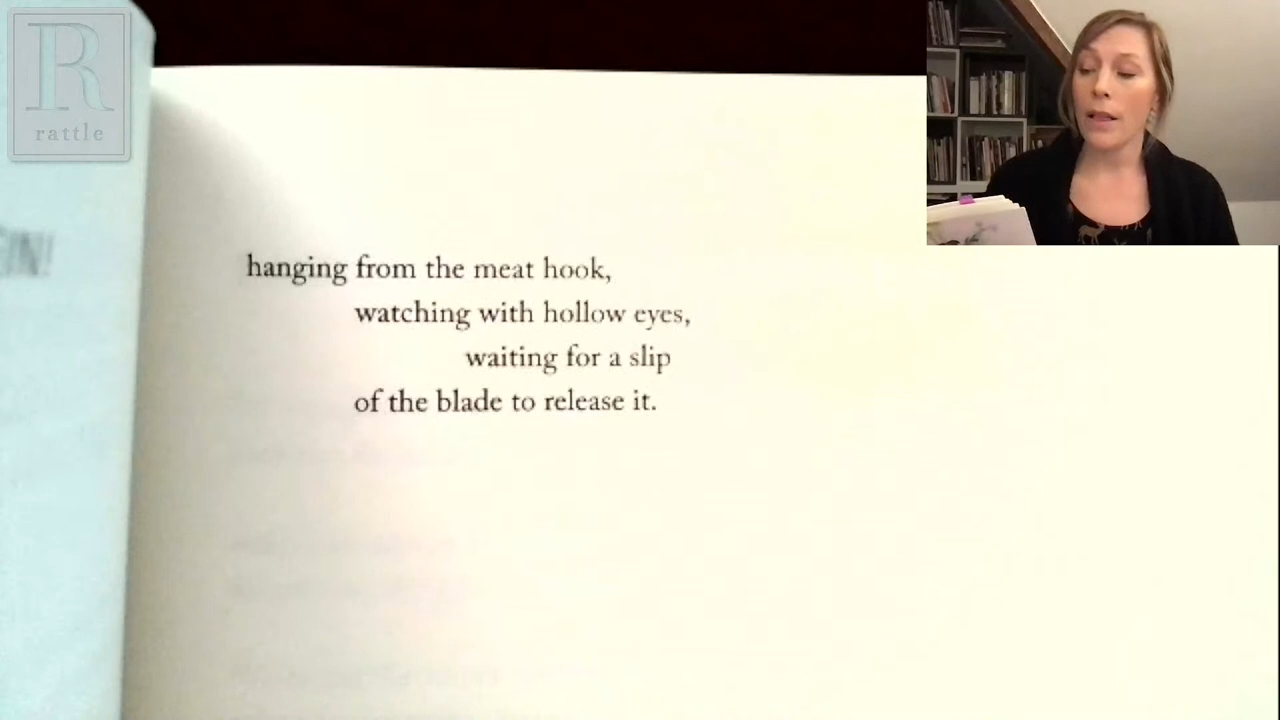 R
rattle
hanging from the meat hook,
watching with hollow eyes,
waiting for a slip
of the blade to release it.